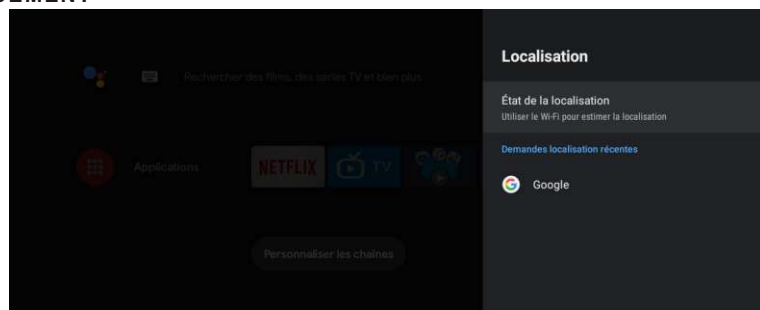 Localisation
État de la localisation
Utiliser le Wi-Fi pour estimer la localisation
Demandes localisation récentes
Google
Rechercher des films, des séries TV et bien plus
Applications
NETFLIX
TV
Personnaliser les chaînes